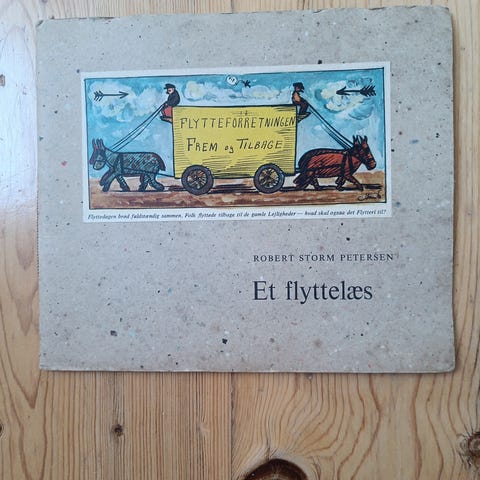 FLYTTEFORRETNINGEN
FREM og TILBAGE
Flyttedagen brød fuldstændig sammen. Folk flyttede tilbage til de gamle Lejligheder — hvad skal ogsaa det Flytteri til?
ROBERT STORM PETERSEN
Et flyttelæs